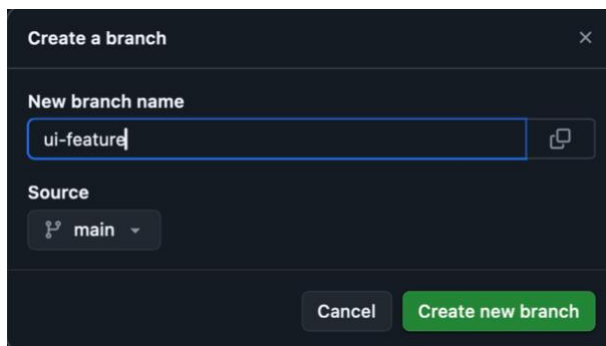 Create a branch
New branch name
ui-feature
Source
main
Cancel
Create new branch